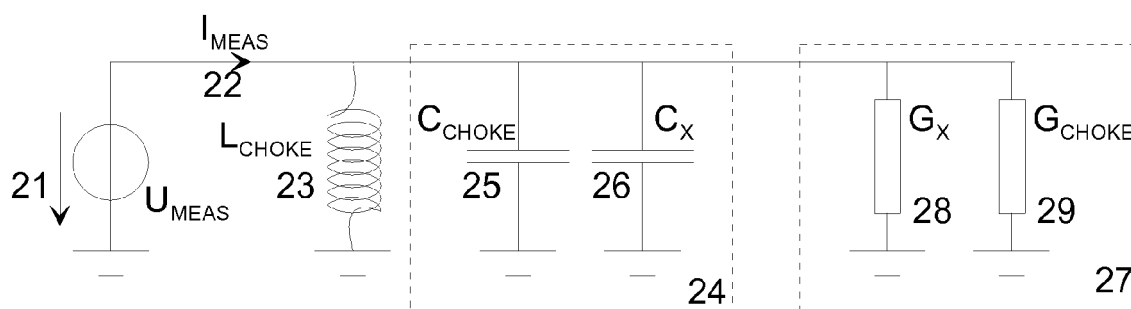 I_MEAS
22
21
U_MEAS
L_CHOKE
23
C_CHOKE
25
C_X
26
24
G_X
28
G_CHOKE
29
27